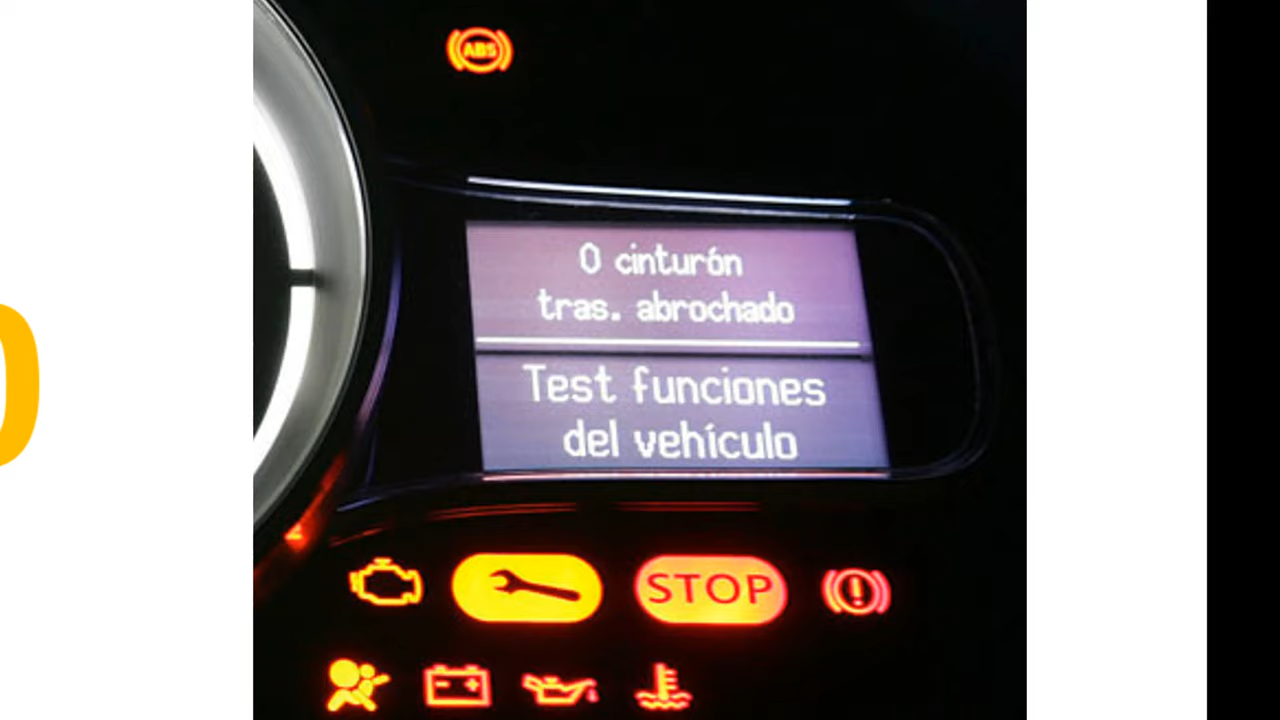 ABS
0 cinturón
tras. abrochado
Test funciones
del vehículo
STOP